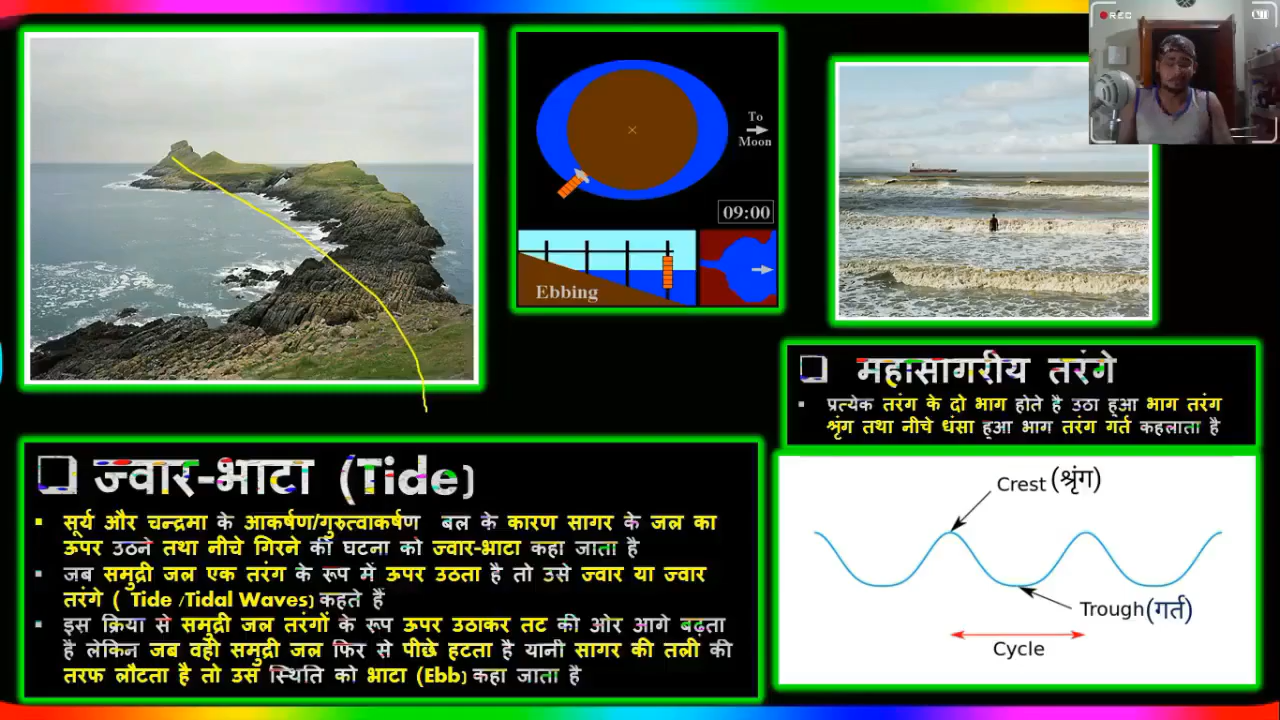 REC
To
Moon
09:00
Ebbing
महासागरीय तरंगे
प्रत्येक तरंग के दो भाग होते है उठा हुआ भाग तरंग
श्रृंग तथा नीचे धंसा हुआ भाग तरंग गर्त कहलाता है
ज्वार-भाटा (Tide)
सूर्य और चन्द्रमा के आकर्षण/गुरुत्वाकर्षण बल के कारण सागर के जल का
ऊपर उठने तथा नीचे गिरने की घटना को ज्वार-भाटा कहा जाता है
जब समुद्री जल एक तरंग के रूप में ऊपर उठता है तो उसे ज्वार या ज्वार
तरंगे ( Tide /Tidal Waves) कहते हैं
इस क्रिया से समुद्री जल तरंगों के रूप ऊपर उठाकर तट की ओर आगे बढ़ता
है लेकिन जब वही समुद्री जल फिर से पीछे हटता है यानी सागर की तली की
तरफ लौटता है तो उस स्थिति को भाटा (Ebb) कहा जाता है
Crest (श्रृंग)
Trough (गर्त)
Cycle